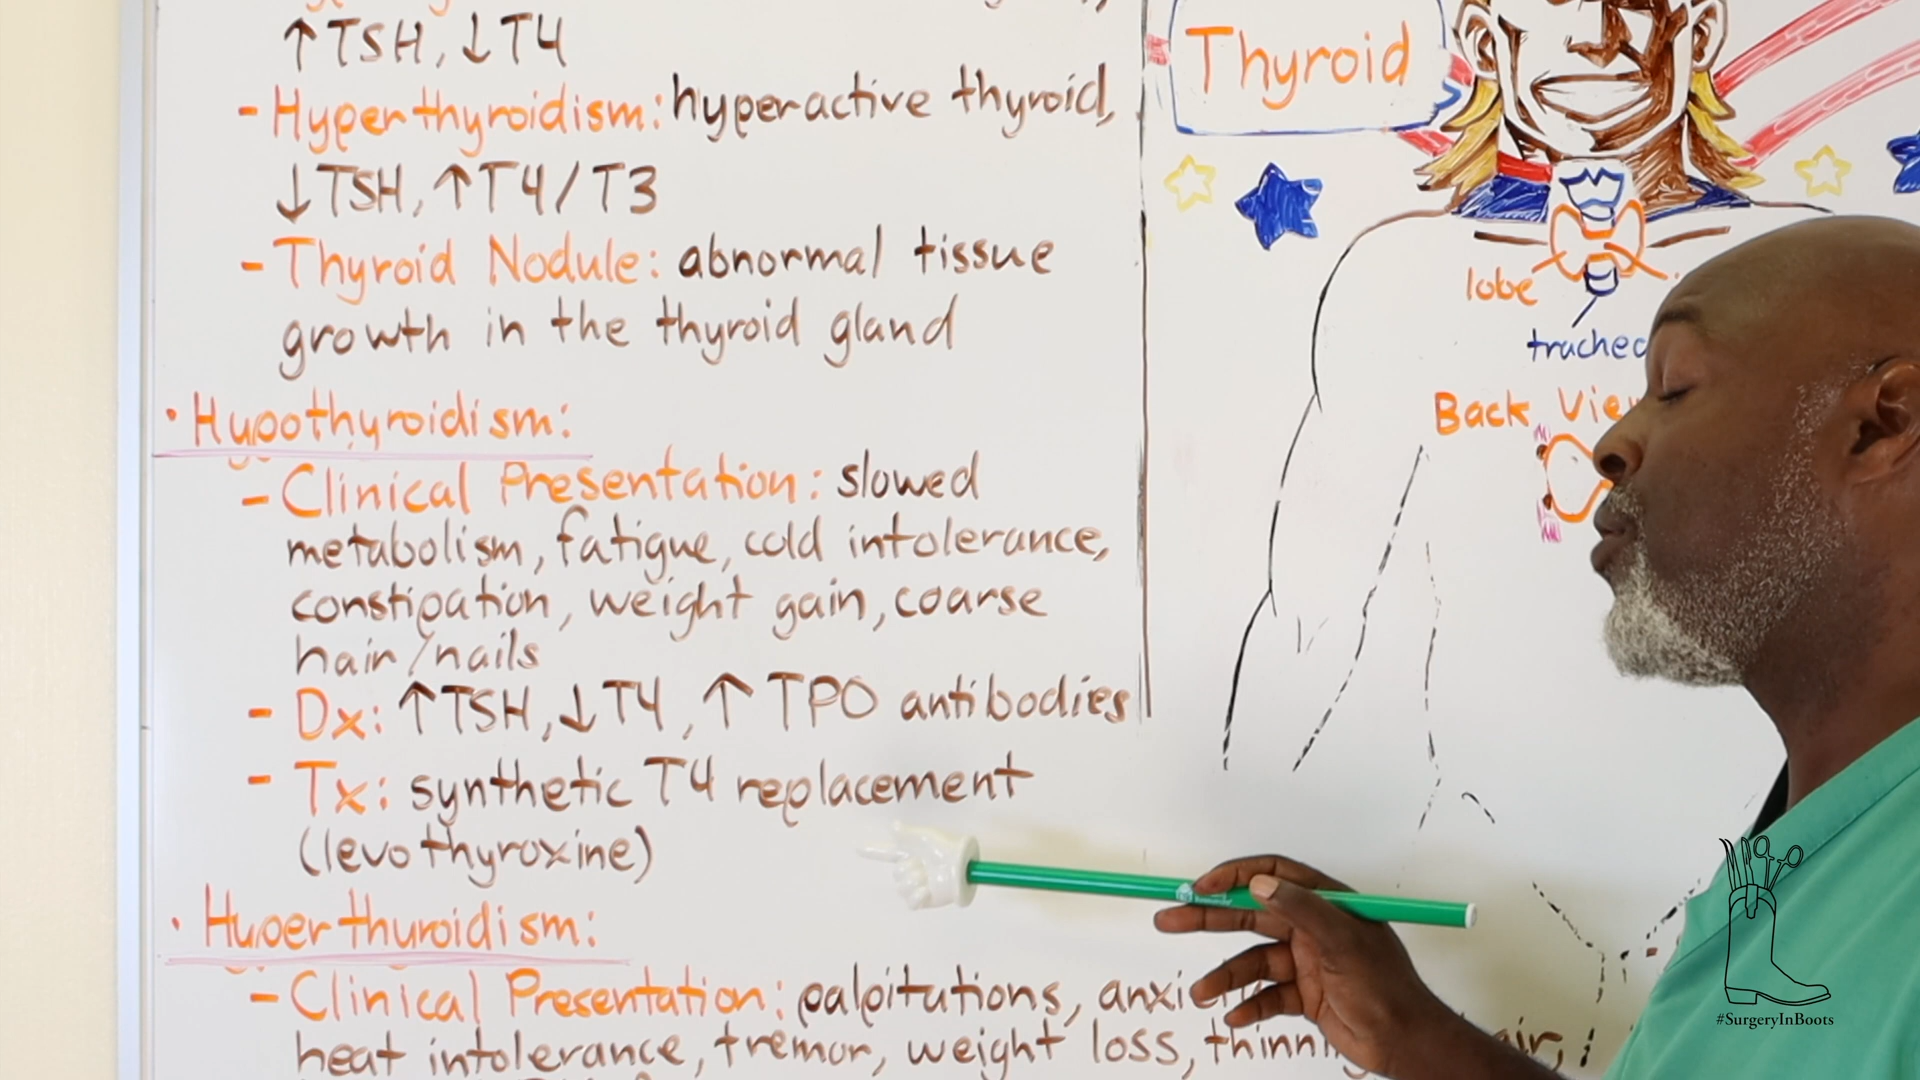 ↑TSH, ↓T4
- Hyperthyroidism: hyperactive thyroid,
↓TSH, ↑T4/T3
- Thyroid Nodule: abnormal tissue
growth in the thyroid gland
• Hypothyroidism:
- Clinical Presentation: slowed
metabolism, fatigue, cold intolerance,
constipation, weight gain, coarse
hair/nails
- Dx: ↑TSH, ↓T4, ↑TPO antibodies
- Tx: synthetic T4 replacement
(levothyroxine)
• Hyperthyroidism:
- Clinical Presentation: palpitations,
heat intolerance, tremor, weight loss,
Thyroid
lobe
Back
#SurgeryInBoots